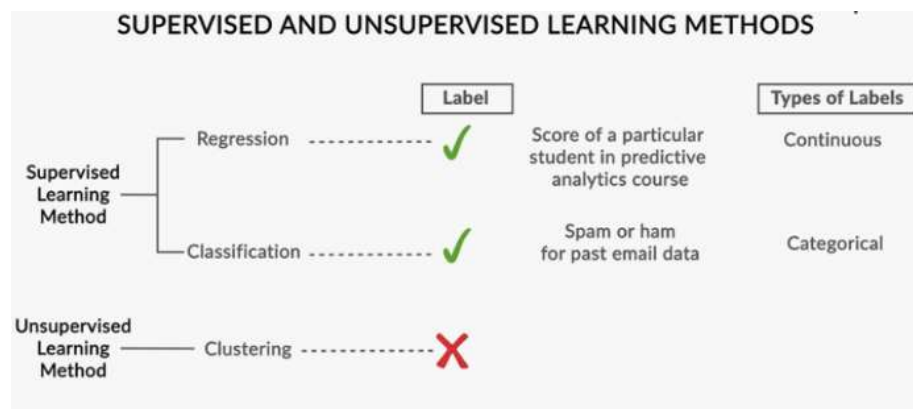 SUPERVISED AND UNSUPERVISED LEARNING METHODS
Label
Types of Labels
Supervised
Learning
Method
Regression
Score of a particular
student in predictive
analytics course
Continuous
Classification
Spam or ham
for past email data
Categorical
Unsupervised
Learning
Method
Clustering